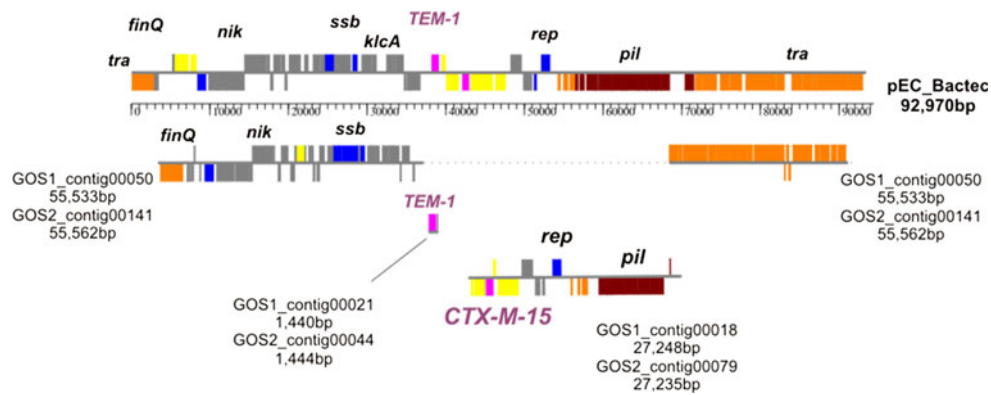 finQ
nik
ssb
TEM-1
klcA
rep
tra
pil
tra
pEC_Bactec
92,970bp
0 10000 20000 30000 40000 50000 60000 70000 80000 90000
finQ
nik
ssb
GOS1_contig00050
55,533bp
GOS2_contig00141
55,562bp
GOS1_contig00050
55,533bp
GOS2_contig00141
55,562bp
TEM-1
rep
pil
CTX-M-15
GOS1_contig00021
1,440bp
GOS2_contig00044
1,444bp
GOS1_contig00018
27,248bp
GOS2_contig00079
27,235bp